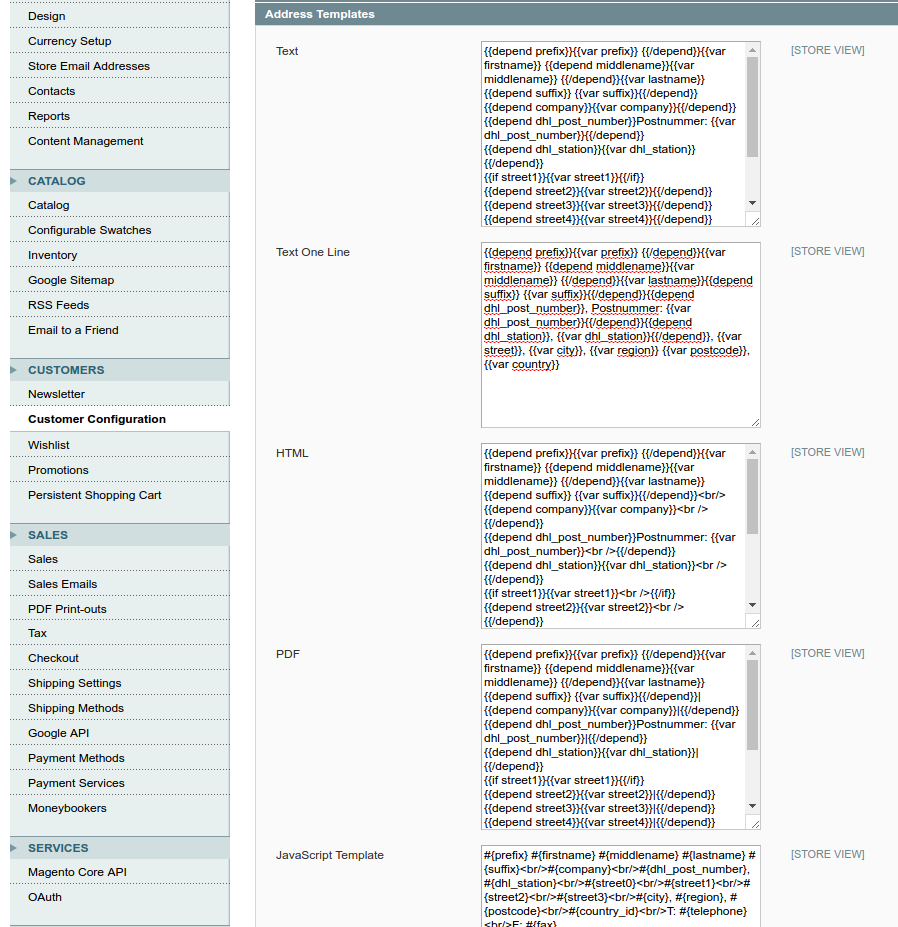 Design
Currency Setup
Store Email Addresses
Contacts
Reports
Content Management
CATALOG
Catalog
Configurable Swatches
Inventory
Google Sitemap
RSS Feeds
Email to a Friend
CUSTOMERS
Newsletter
Customer Configuration
Wishlist
Promotions
Persistent Shopping Cart
SALES
Sales
Sales Emails
PDF Print-outs
Tax
Checkout
Shipping Settings
Shipping Methods
Google API
Payment Methods
Payment Services
Moneybookers
SERVICES
Magento Core API
OAuth
Address Templates
Text
{{depend prefix}}{{var prefix}} {{/depend}}{{var
firstname}} {{depend middlename}}{{var
middlename}} {{/depend}}{{var lastname}}
{{depend suffix}} {{var suffix}}{{/depend}}
{{depend company}}{{var company}}{{/depend}}
{{depend dhl_post_number}}Postnummer: {{var
dhl_post_number}}{{/depend}}
{{depend dhl_station}}{{var dhl_station}}
{{/depend}}
{{if street1}}{{var street1}}{{/if}}
{{depend street2}}{{var street2}}{{/depend}}
{{depend street3}}{{var street3}}{{/depend}}
{{depend street4}}{{var street4}}{{/depend}}
[STORE VIEW]
Text One Line
{{depend prefix}}{{var prefix}} {{/depend}}{{var
firstname}} {{depend middlename}}{{var
middlename}} {{/depend}}{{var lastname}}{{depend
suffix}} {{var suffix}}{{/depend}}{{depend
dhl_post_number}}, Postnummer: {{var
dhl_post_number}}{{/depend}}{{depend
dhl_station}}, {{var dhl_station}}{{/depend}}, {{var
street}}, {{var city}}, {{var region}} {{var postcode}},
{{var country}}
[STORE VIEW]
HTML
{{depend prefix}}{{var prefix}} {{/depend}}{{var
firstname}} {{depend middlename}}{{var
middlename}} {{/depend}}{{var lastname}}
{{depend suffix}} {{var suffix}}{{/depend}}<br/>
{{depend company}}{{var company}}<br />
{{/depend}}
{{depend dhl_post_number}}Postnummer: {{var
dhl_post_number}}<br />{{/depend}}
{{depend dhl_station}}{{var dhl_station}}<br />
{{/depend}}
{{if street1}}{{var street1}}<br />{{/if}}
{{depend street2}}{{var street2}}<br />
{{/depend}}
[STORE VIEW]
PDF
{{depend prefix}}{{var prefix}} {{/depend}}{{var
firstname}} {{depend middlename}}{{var
middlename}} {{/depend}}{{var lastname}}
{{depend suffix}} {{var suffix}}{{/depend}}|
{{depend company}}{{var company}}|{{/depend}}
{{depend dhl_post_number}}Postnummer: {{var
dhl_post_number}}|{{/depend}}
{{depend dhl_station}}{{var dhl_station}}|
{{/depend}}
{{if street1}}{{var street1}}{{/if}}
{{depend street2}}{{var street2}}|{{/depend}}
{{depend street3}}{{var street3}}|{{/depend}}
{{depend street4}}{{var street4}}|{{/depend}}
[STORE VIEW]
JavaScript Template
#{prefix} #{firstname} #{middlename} #{lastname} #
{suffix}<br/>#{company}<br/>#{dhl_post_number},
#{dhl_station}<br/>#{street0}<br/>#{street1}<br/>#
{street2}<br/>#{street3}<br/>#{city}, #{region}, #
{postcode}<br/>#{country_id}<br/>T: #{telephone}
<br/>F: #{fax}
[STORE VIEW]